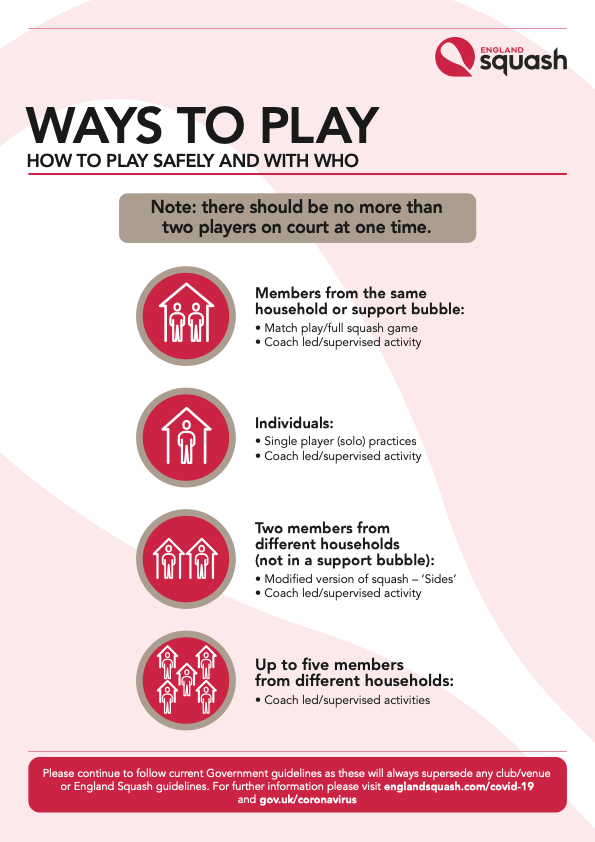 ENGLAND
squash
WAYS TO PLAY
HOW TO PLAY SAFELY AND WITH WHO
Note: there should be no more than
two players on court at one time.
Members from the same
household or support bubble:
• Match play/full squash game
• Coach led/supervised activity
Individuals:
• Single player (solo) practices
• Coach led/supervised activity
Two members from
different households
(not in a support bubble):
• Modified version of squash – ‘Sides’
• Coach led/supervised activity
Up to five members
from different households:
• Coach led/supervised activities
Please continue to follow current Government guidelines as these will always supersede any club/venue
or England Squash guidelines. For further information please visit englandsquash.com/covid-19
and gov.uk/coronavirus